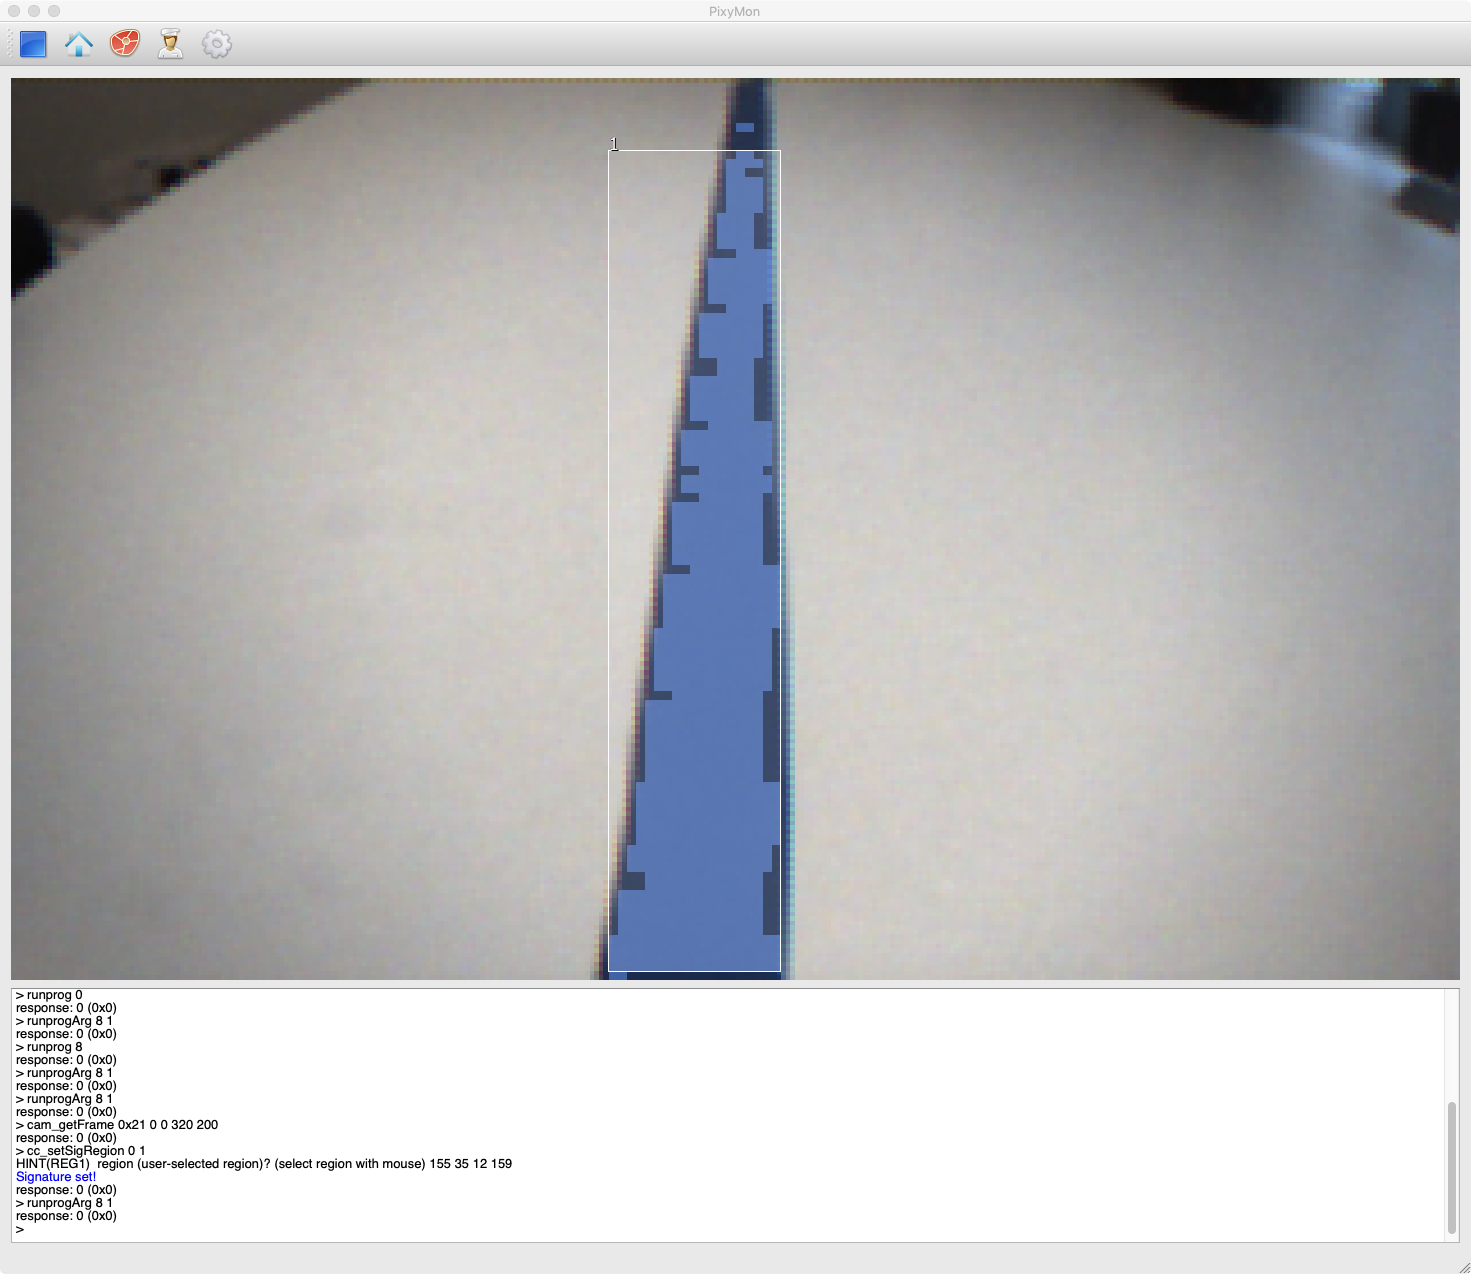 PixyMon
1
> runprog 0
response: 0 (0x0)
> runprogArg 8 1
response: 0 (0x0)
> runprog 8
response: 0 (0x0)
> runprogArg 8 1
response: 0 (0x0)
> runprogArg 8 1
response: 0 (0x0)
> cam_getFrame 0x21 0 0 320 200
response: 0 (0x0)
> cc_setSigRegion 0 1
HINT(REG1) region (user-selected region)? (select region with mouse) 155 35 12 159
Signature set!
response: 0 (0x0)
> runprogArg 8 1
response: 0 (0x0)
>